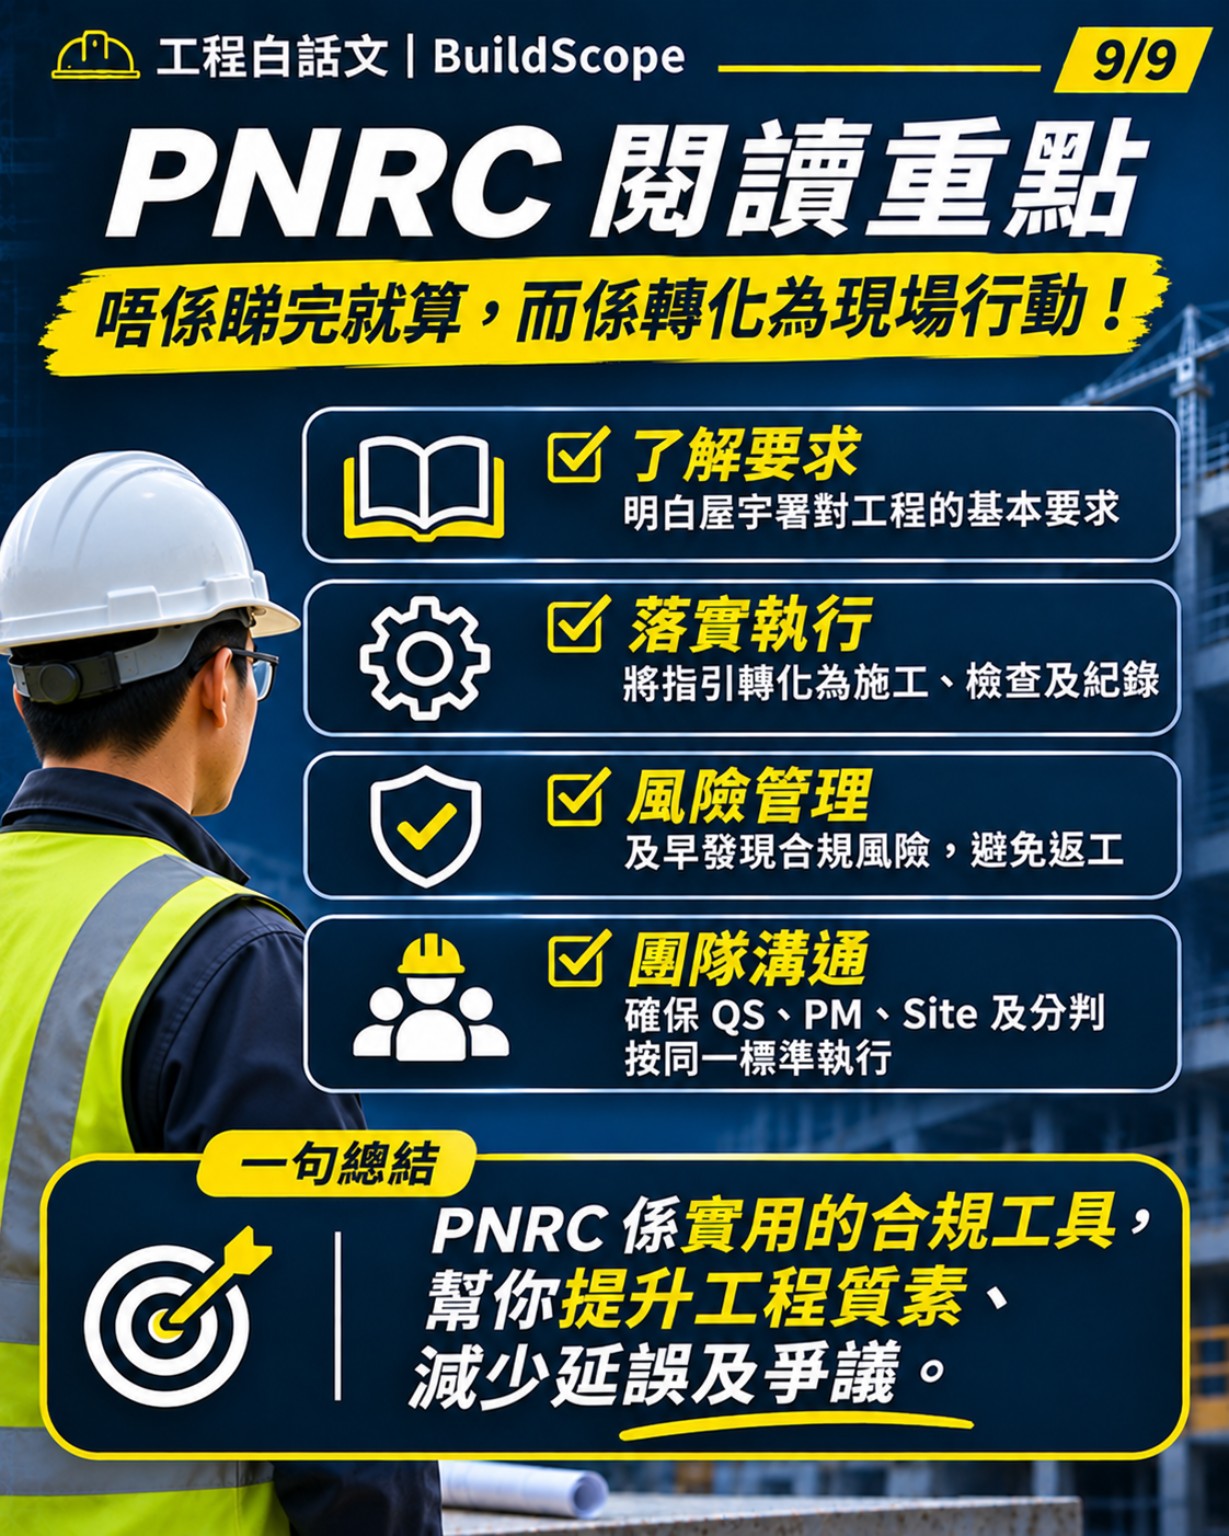 工程白話文 | BuildScope
9/9
PNRC 閱讀重點
唔係睇完就算，而係轉化為現場行動！
了解要求
明白屋宇署對工程的基本要求
落實執行
將指引轉化為施工、檢查及紀錄
風險管理
及早發現合規風險，避免返工
團隊溝通
確保 QS、PM、Site 及分判
按同一標準執行
一句總結
PNRC 係實用的合規工具，
幫你提升工程質素、
減少延誤及爭議。